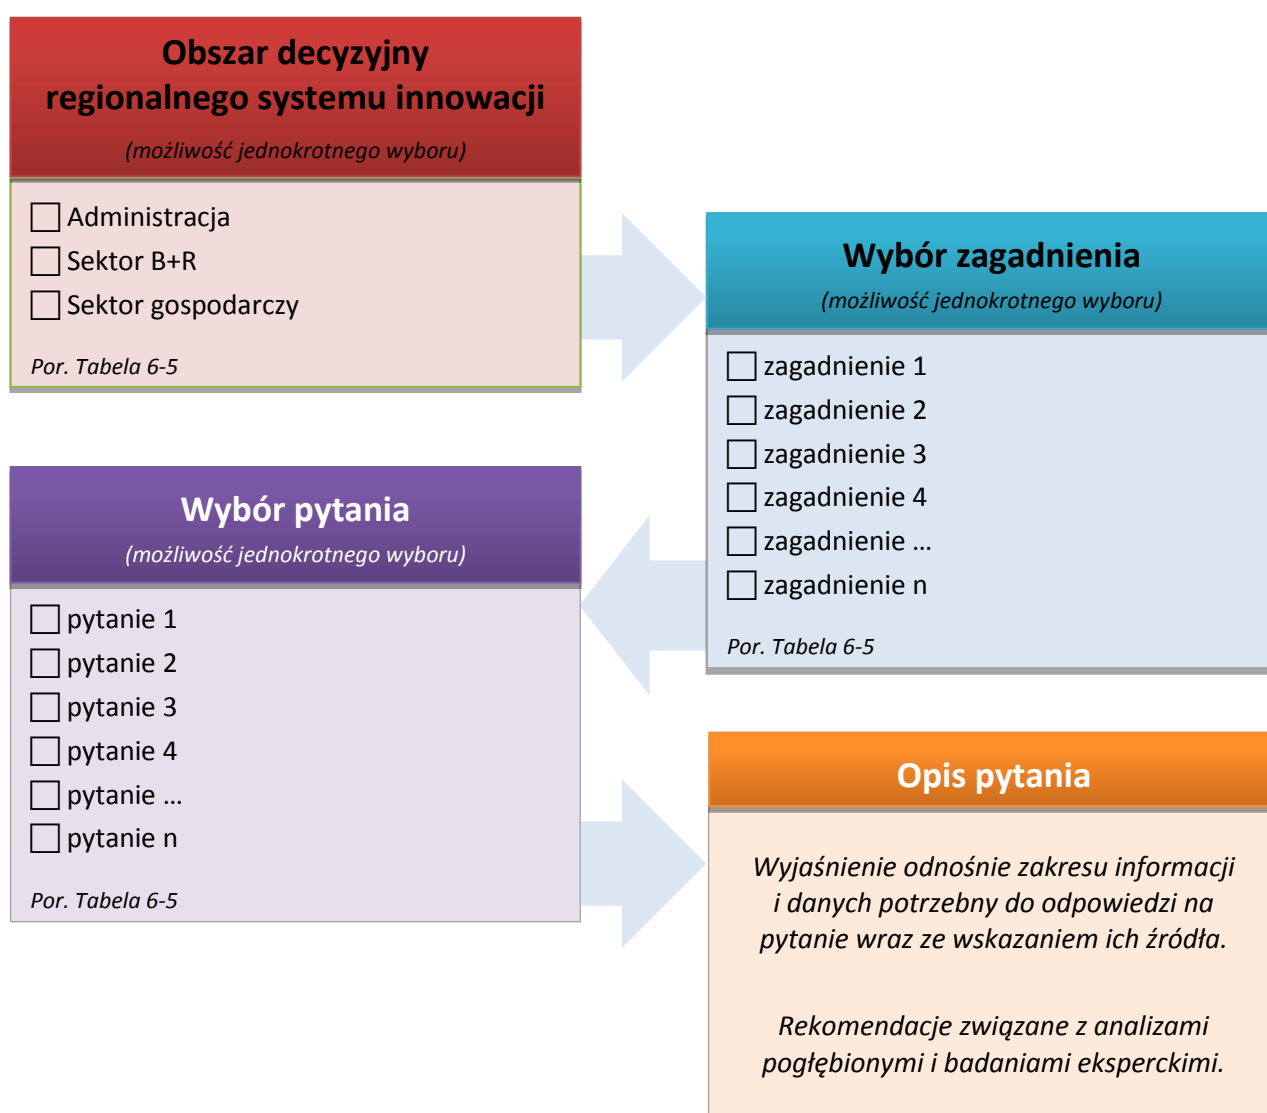 Obszar decyzyjny
regionalnego systemu innowacji
(możliwość jednokrotnego wyboru)
Administracja
Sektor B+R
Sektor gospodarczy
Por. Tabela 6-5
Wybór zagadnienia
(możliwość jednokrotnego wyboru)
zagadnienie 1
zagadnienie 2
zagadnienie 3
zagadnienie 4
zagadnienie …
zagadnienie n
Por. Tabela 6-5
Wybór pytania
(możliwość jednokrotnego wyboru)
pytanie 1
pytanie 2
pytanie 3
pytanie 4
pytanie …
pytanie n
Por. Tabela 6-5
Opis pytania
Wyjaśnienie odnośnie zakresu informacji
i danych potrzebny do odpowiedzi na
pytanie wraz ze wskazaniem ich źródła.
Rekomendacje związane z analizami
pogłębionymi i badaniami eksperckimi.